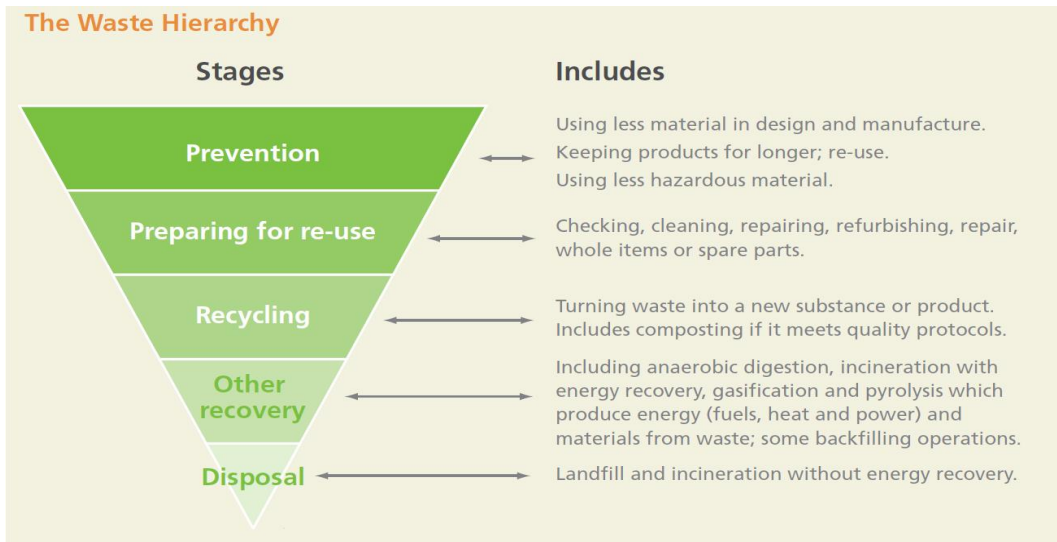 The Waste Hierarchy
Stages
Includes
Prevention
Using less material in design and manufacture.
Keeping products for longer; re-use.
Using less hazardous material.
Preparing for re-use
Checking, cleaning, repairing, refurbishing, repair,
whole items or spare parts.
Recycling
Turning waste into a new substance or product.
Includes composting if it meets quality protocols.
Other
recovery
Including anaerobic digestion, incineration with
energy recovery, gasification and pyrolysis which
produce energy (fuels, heat and power) and
materials from waste; some backfilling operations.
Disposal
Landfill and incineration without energy recovery.